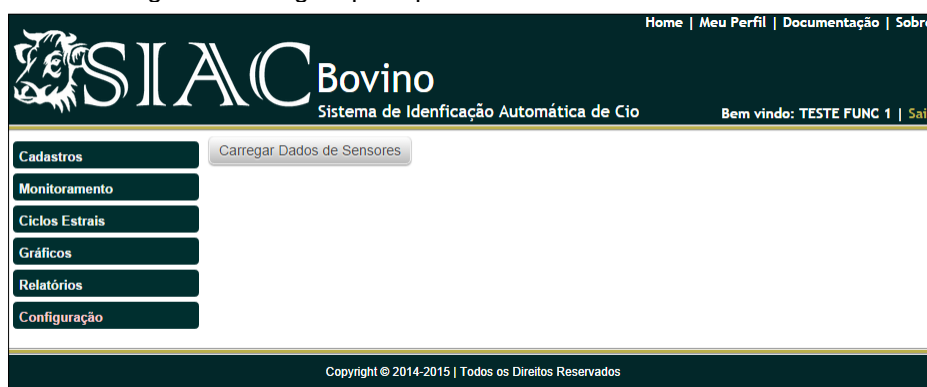 Home | Meu Perfil | Documentação | Sobre
SIAC Bovino
Sistema de Idenficação Automática de Cio
Bem vindo: TESTE FUNC 1 | Sai
Carregar Dados de Sensores
Cadastros
Monitoramento
Ciclos Estrais
Gráficos
Relatórios
Configuração
Copyright © 2014-2015 | Todos os Direitos Reservados